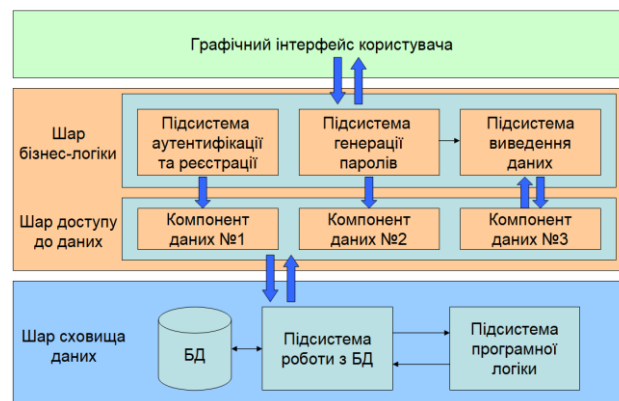 Графічний інтерфейс користувача
Шар
бізнес-логіки
Підсистема
аутентифікації
та реєстрації
Підсистема
генерації
паролів
Підсистема
виведення
даних
Шар доступу
до даних
Компонент
даних №1
Компонент
даних №2
Компонент
даних №3
Шар сховища
даних
БД
Підсистема
роботи з БД
Підсистема
програмної
логіки